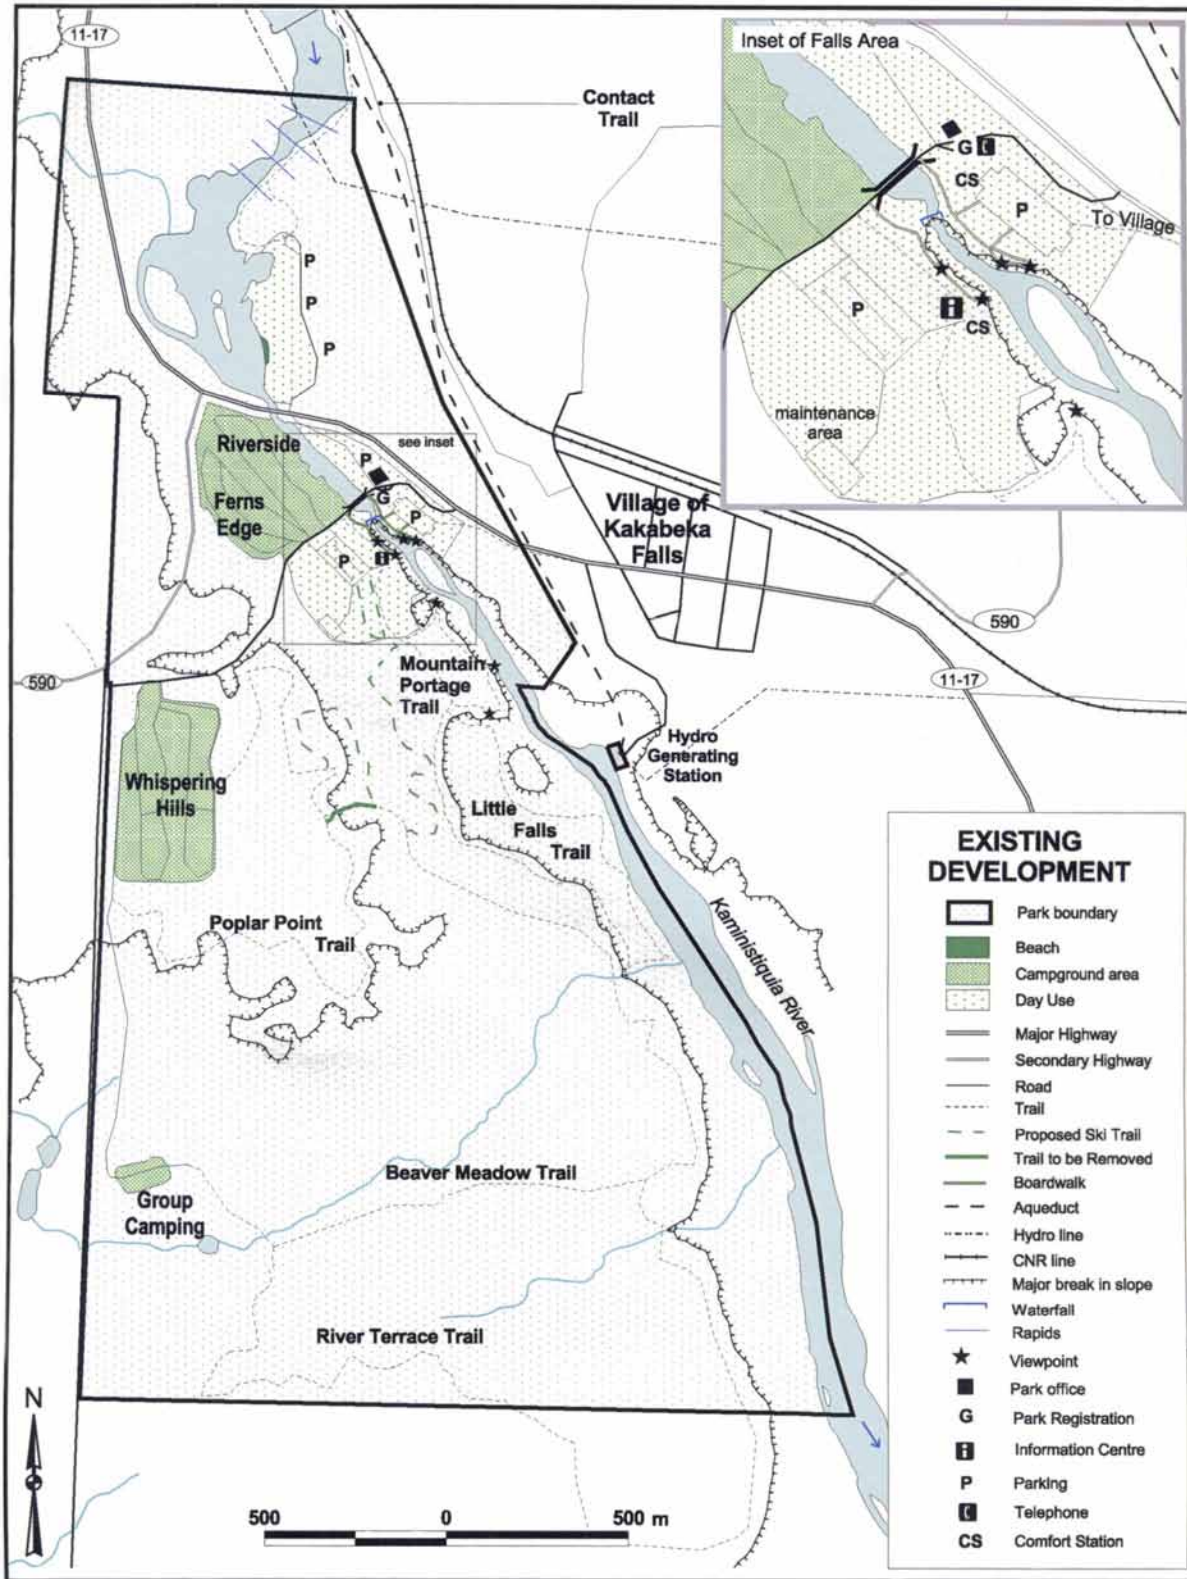 11-17
Contact
Trail
Inset of Falls Area
G
CS
P
To Village
P
CS
maintenance
area
P
P
P
Riverside
see inset
P
Ferns
Edge
G
P
P
Village of
Kakabeka
Falls
590
590
11-17
Mountain
Portage
Trail
Hydro
Generating
Station
Whispering
Hills
Little
Falls
Trail
Poplar Point
Trail
Kaministiquia River
Beaver Meadow Trail
Group
Camping
River Terrace Trail
N
500 0 500 m
EXISTING
DEVELOPMENT
Park boundary
Beach
Campground area
Day Use
Major Highway
Secondary Highway
Road
Trail
Proposed Ski Trail
Trail to be Removed
Boardwalk
Aqueduct
Hydro line
CNR line
Major break in slope
Waterfall
Rapids
Viewpoint
Park office
G Park Registration
i Information Centre
P Parking
Telephone
CS Comfort Station